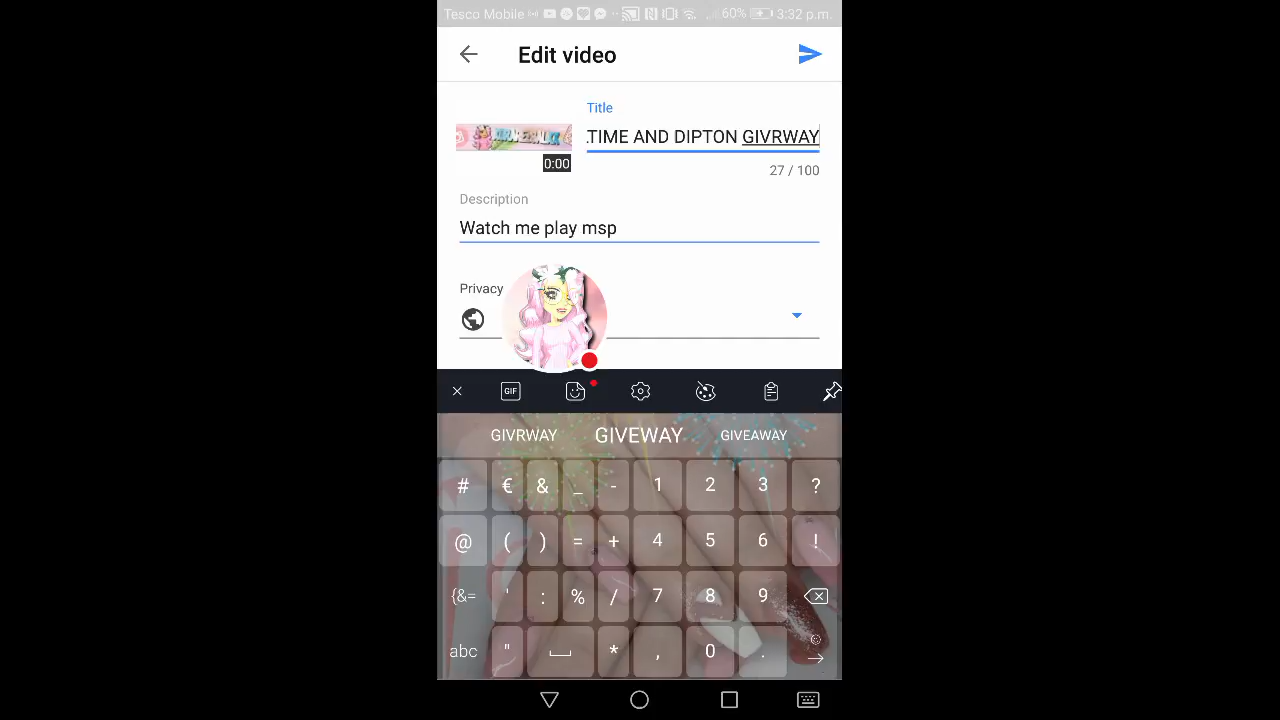 Tesco Mobile 60% 3:32 p.m.
Edit video
Title
TIME AND DIPTON GIVRWAY
0:00
27 / 100
Description
Watch me play msp
Privacy
GIF
GIVRWAY GIVEWAY GIVEAWAY
# € & _ - 1 2 3 ?
@ ( ) = + 4 5 6 !
{&= ' : % / 7 8 9
abc " * , 0 .